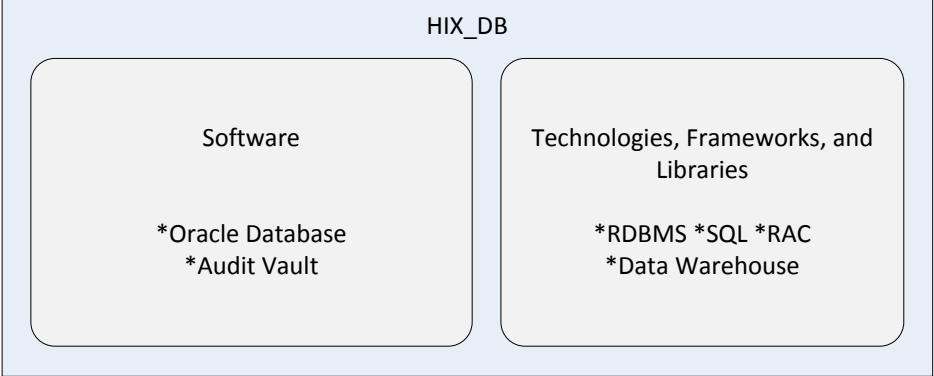 HIX_DB
Software
*Oracle Database
*Audit Vault
Technologies, Frameworks, and
Libraries
*RDBMS *SQL *RAC
*Data Warehouse